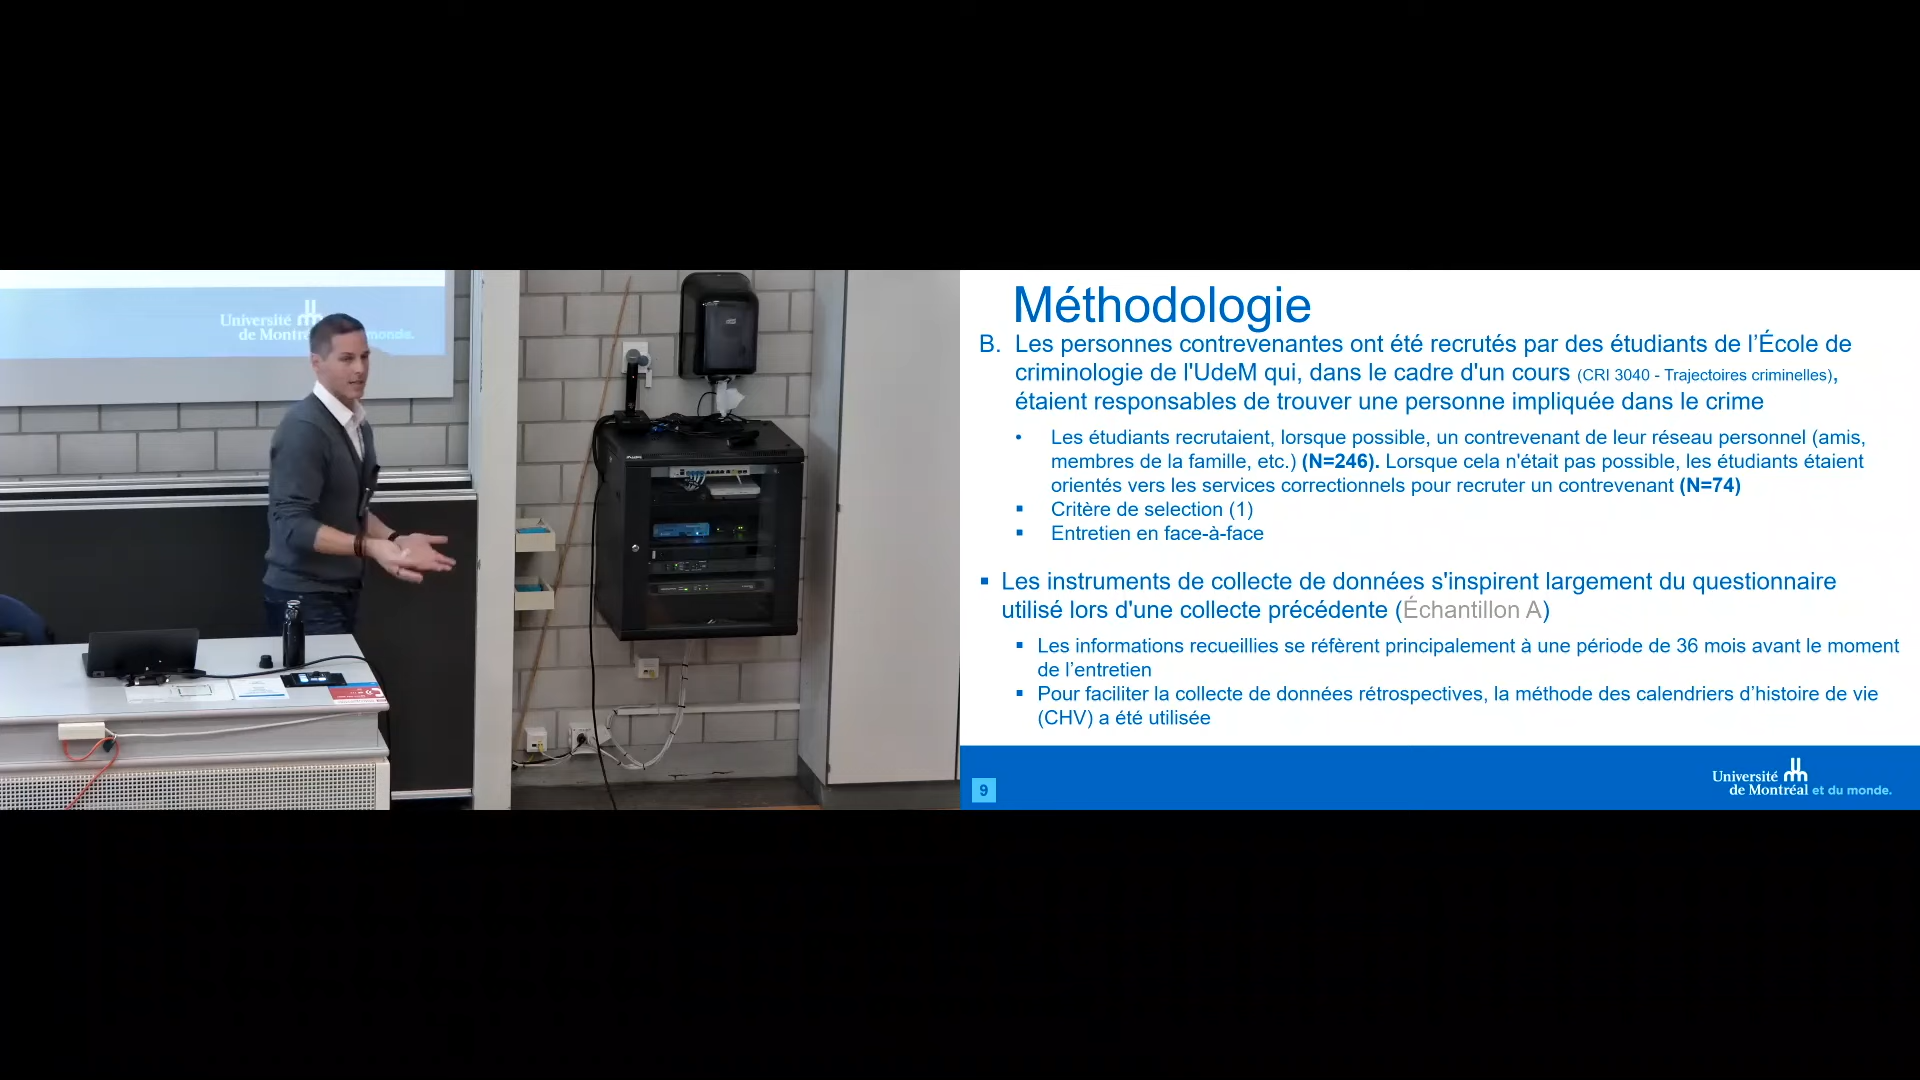 Université
de Montré
monde.
Méthodologie
B. Les personnes contrevenantes ont été recrutés par des étudiants de l’École de
criminologie de l'UdeM qui, dans le cadre d'un cours (CRI 3040 - Trajectoires criminelles),
étaient responsables de trouver une personne impliquée dans le crime
• Les étudiants recrutaient, lorsque possible, un contrevenant de leur réseau personnel (amis,
membres de la famille, etc.) (N=246). Lorsque cela n'était pas possible, les étudiants étaient
orientés vers les services correctionnels pour recruter un contrevenant (N=74)
▪ Critère de selection (1)
▪ Entretien en face-à-face
▪ Les instruments de collecte de données s'inspirent largement du questionnaire
utilisé lors d'une collecte précédente (Échantillon A)
▪ Les informations recueillies se réfèrent principalement à une période de 36 mois avant le moment
de l’entretien
▪ Pour faciliter la collecte de données rétrospectives, la méthode des calendriers d’histoire de vie
(CHV) a été utilisée
9
Université
de Montréal et du monde.